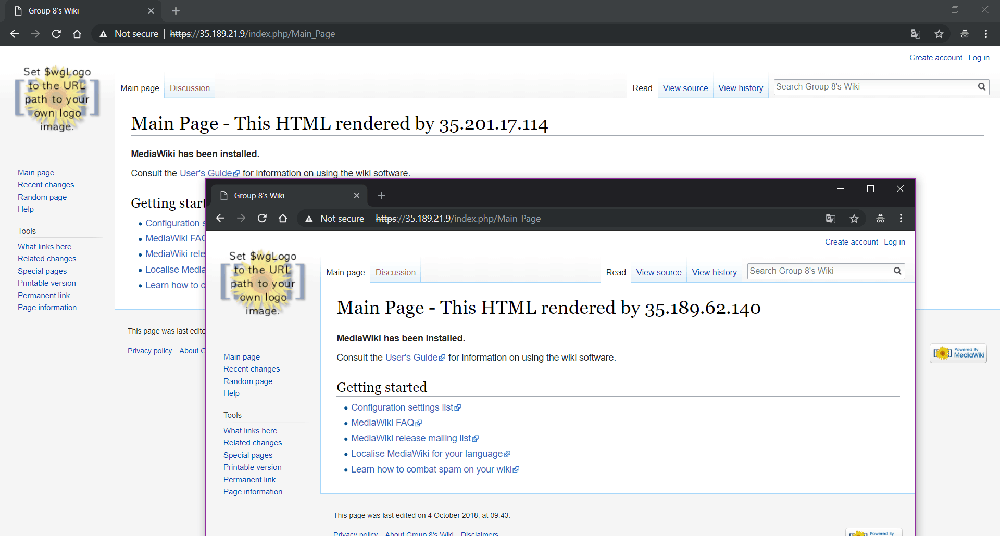 Group 8's Wiki
Not secure https://35.189.21.9/index.php/Main_Page
Create account Log in
Set $wgLogo
to the URL
path to your
own logo
image.
Main page Discussion Read View source View history Search Group 8's Wiki
Main Page - This HTML rendered by 35.201.17.114
MediaWiki has been installed.
Consult the User's Guide for information on using the wiki software.
Main page
Recent changes
Random page
Help
Tools
What links here
Related changes
Special pages
Printable version
Permanent link
Page information
Getting start
Configuration s
MediaWiki FAQ
MediaWiki rele
Localise Media
Learn how to c
This page was last edite
Privacy policy About G
Powered By
MediaWiki
Group 8's Wiki
Not secure https://35.189.21.9/index.php/Main_Page
Create account Log in
Set $wgLogo
to the URL
path to your
own logo
image.
Main page Discussion Read View source View history Search Group 8's Wiki
Main Page - This HTML rendered by 35.189.62.140
MediaWiki has been installed.
Consult the User's Guide for information on using the wiki software.
Main page
Recent changes
Random page
Help
Tools
What links here
Related changes
Special pages
Printable version
Permanent link
Page information
Getting started
Configuration settings list
MediaWiki FAQ
MediaWiki release mailing list
Localise MediaWiki for your language
Learn how to combat spam on your wiki
This page was last edited on 4 October 2018, at 09:43.
Privacy policy About Group 8's Wiki Disclaimers
Powered By